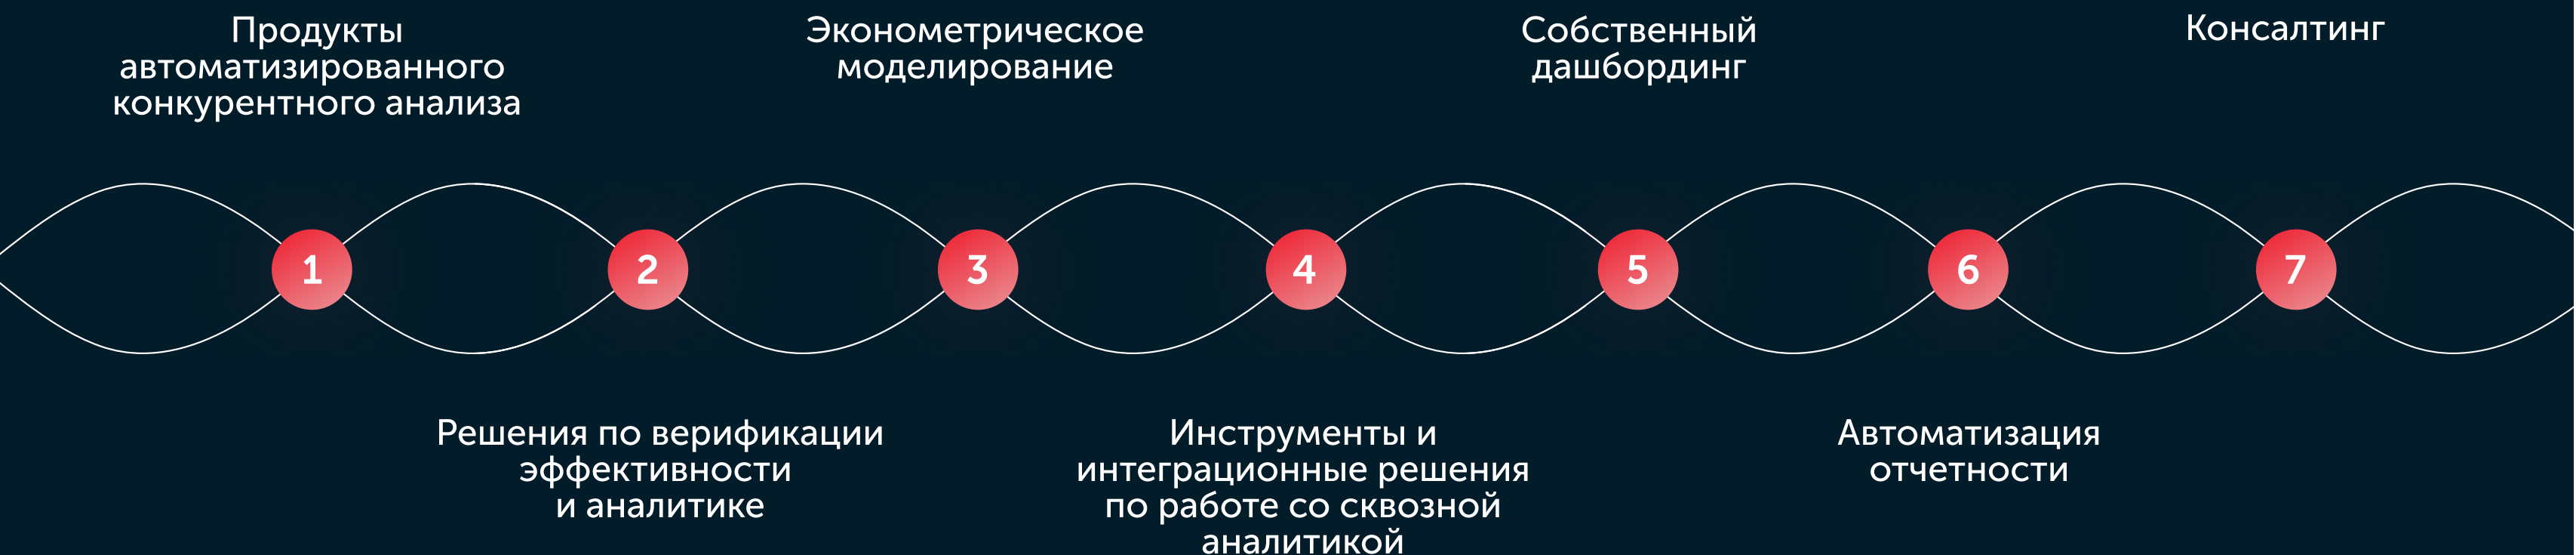 Продукты
автоматизированного
конкурентного анализа
Эконометрическое
моделирование
Собственный
дашбординг
Консалтинг
1
2
3
4
5
6
7
Решения по верификации
эффективности
и аналитике
Инструменты и
интеграционные решения
по работе со сквозной
аналитикой
Автоматизация
отчетности